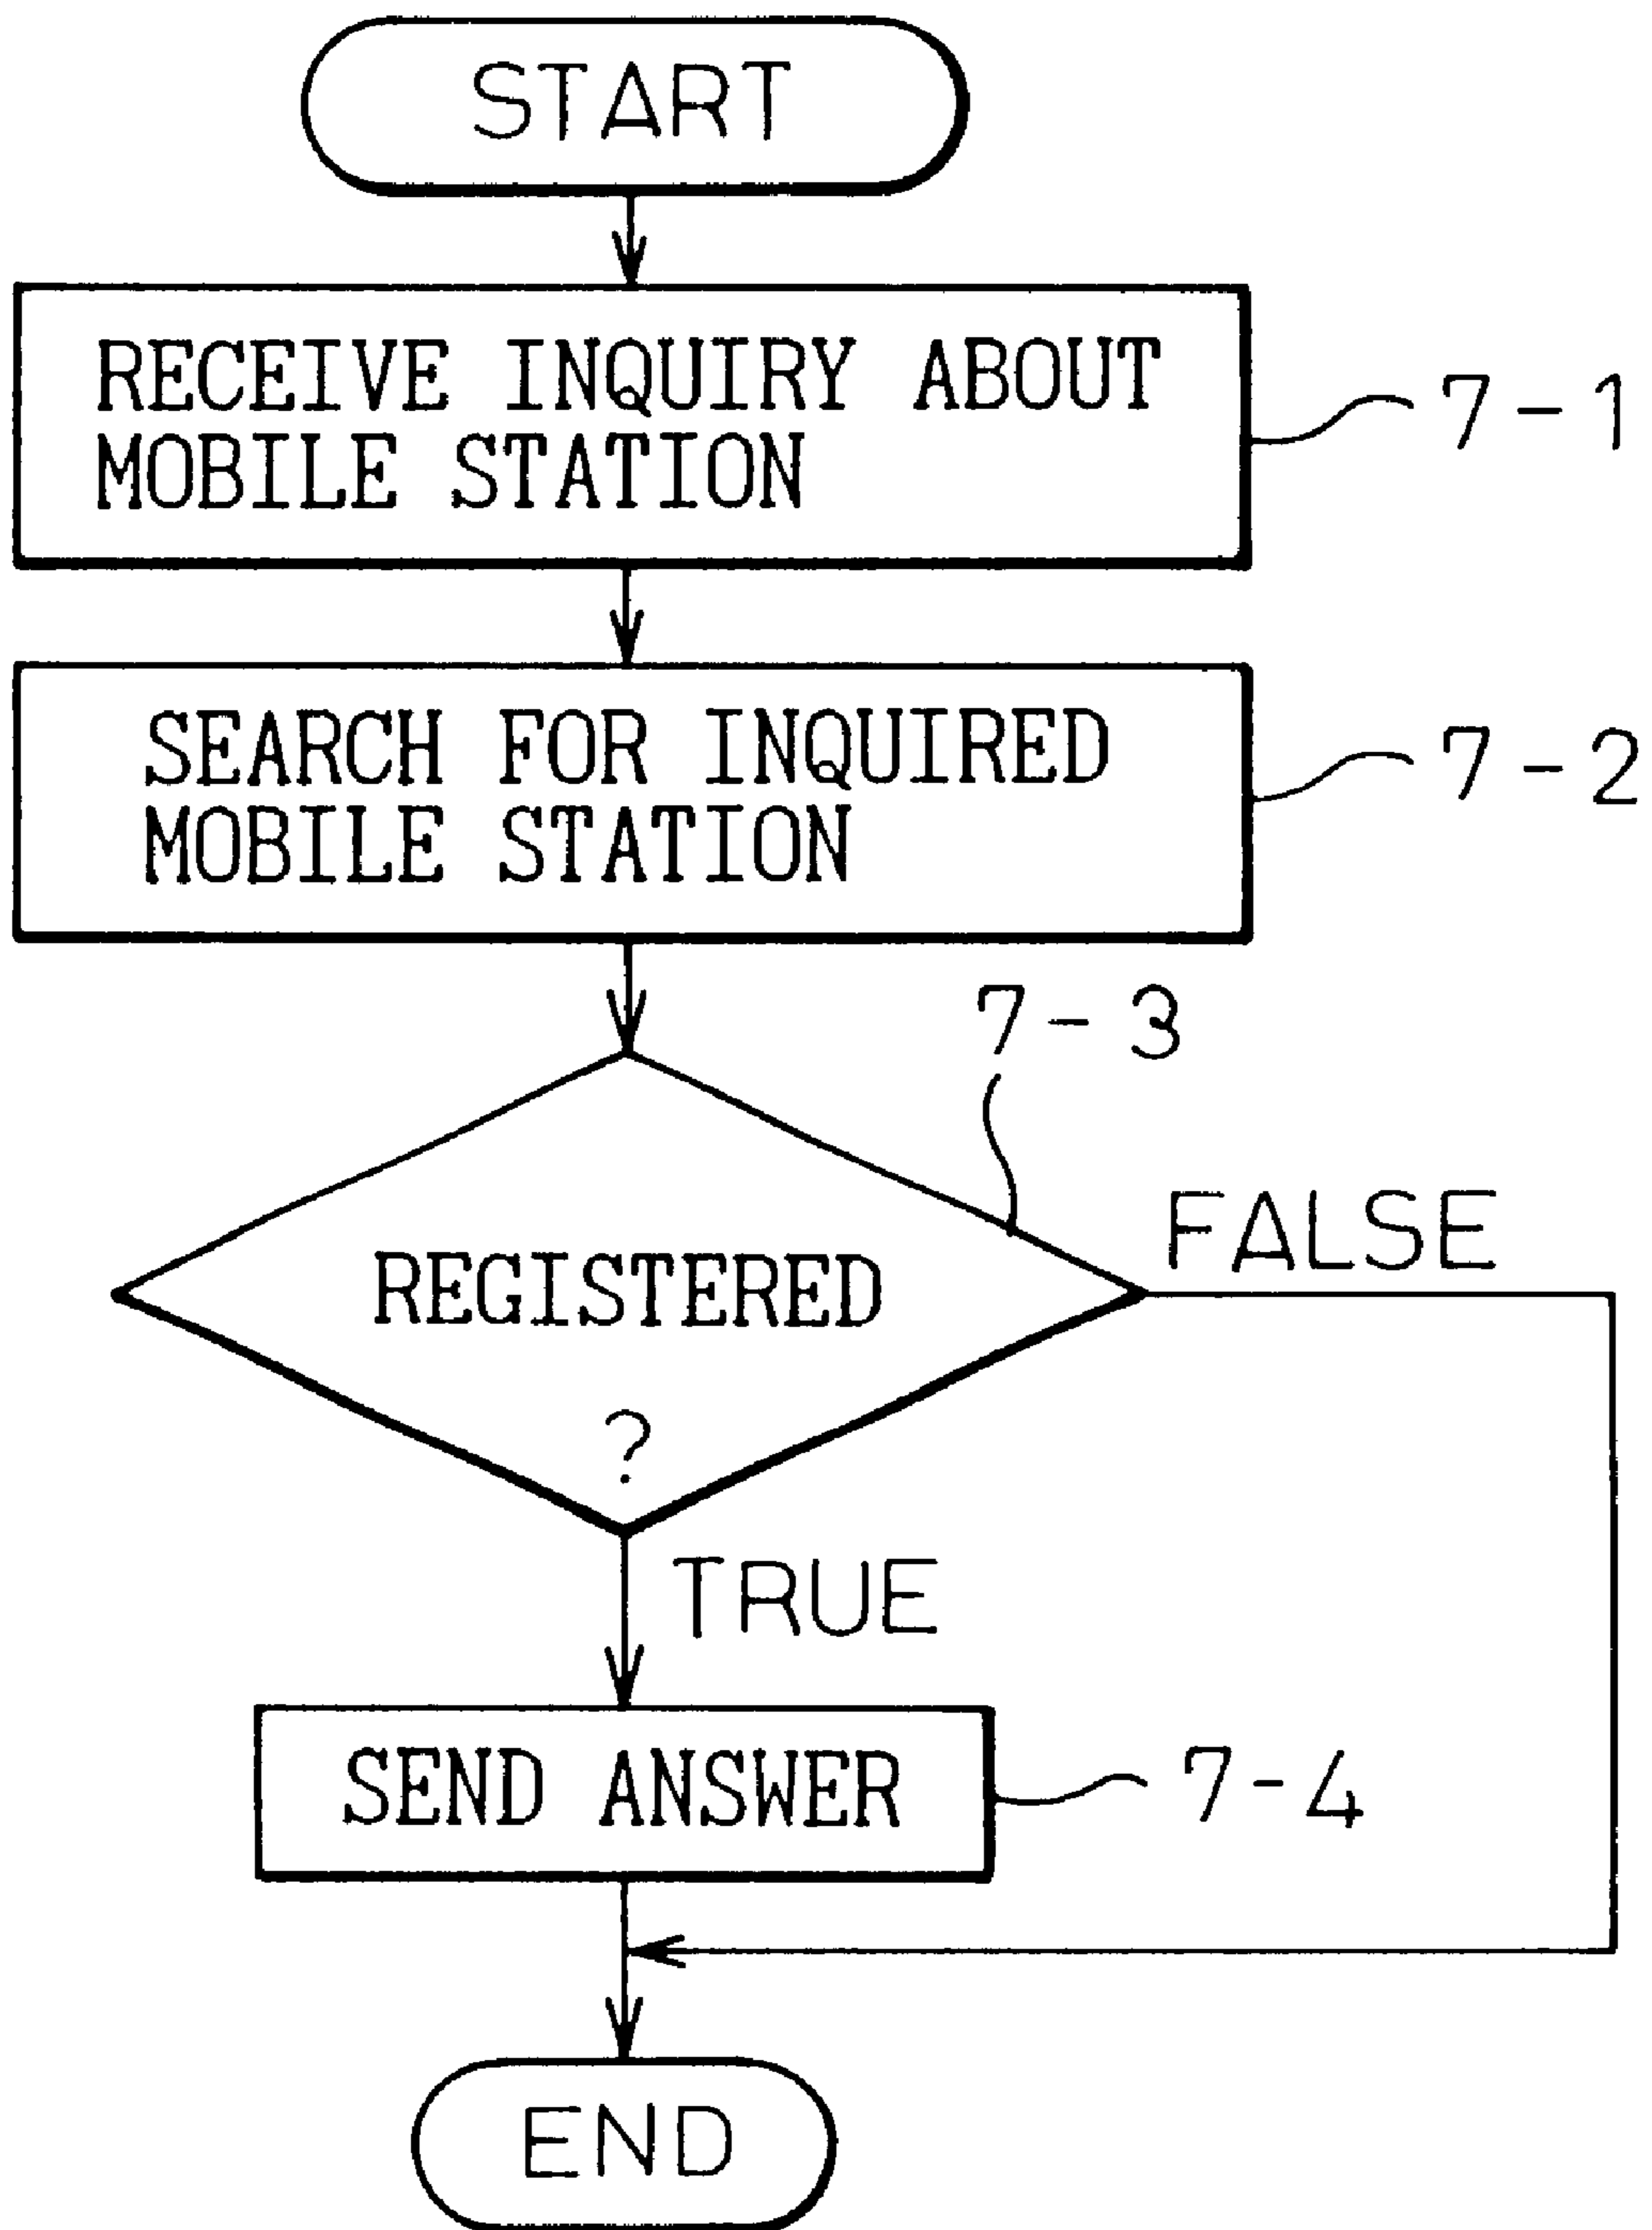 START
RECEIVE INQUIRY ABOUT
MOBILE STATION
7-1
SEARCH FOR INQUIRED
MOBILE STATION
7-2
7-3
REGISTERED
?
FALSE
TRUE
SEND ANSWER
7-4
END